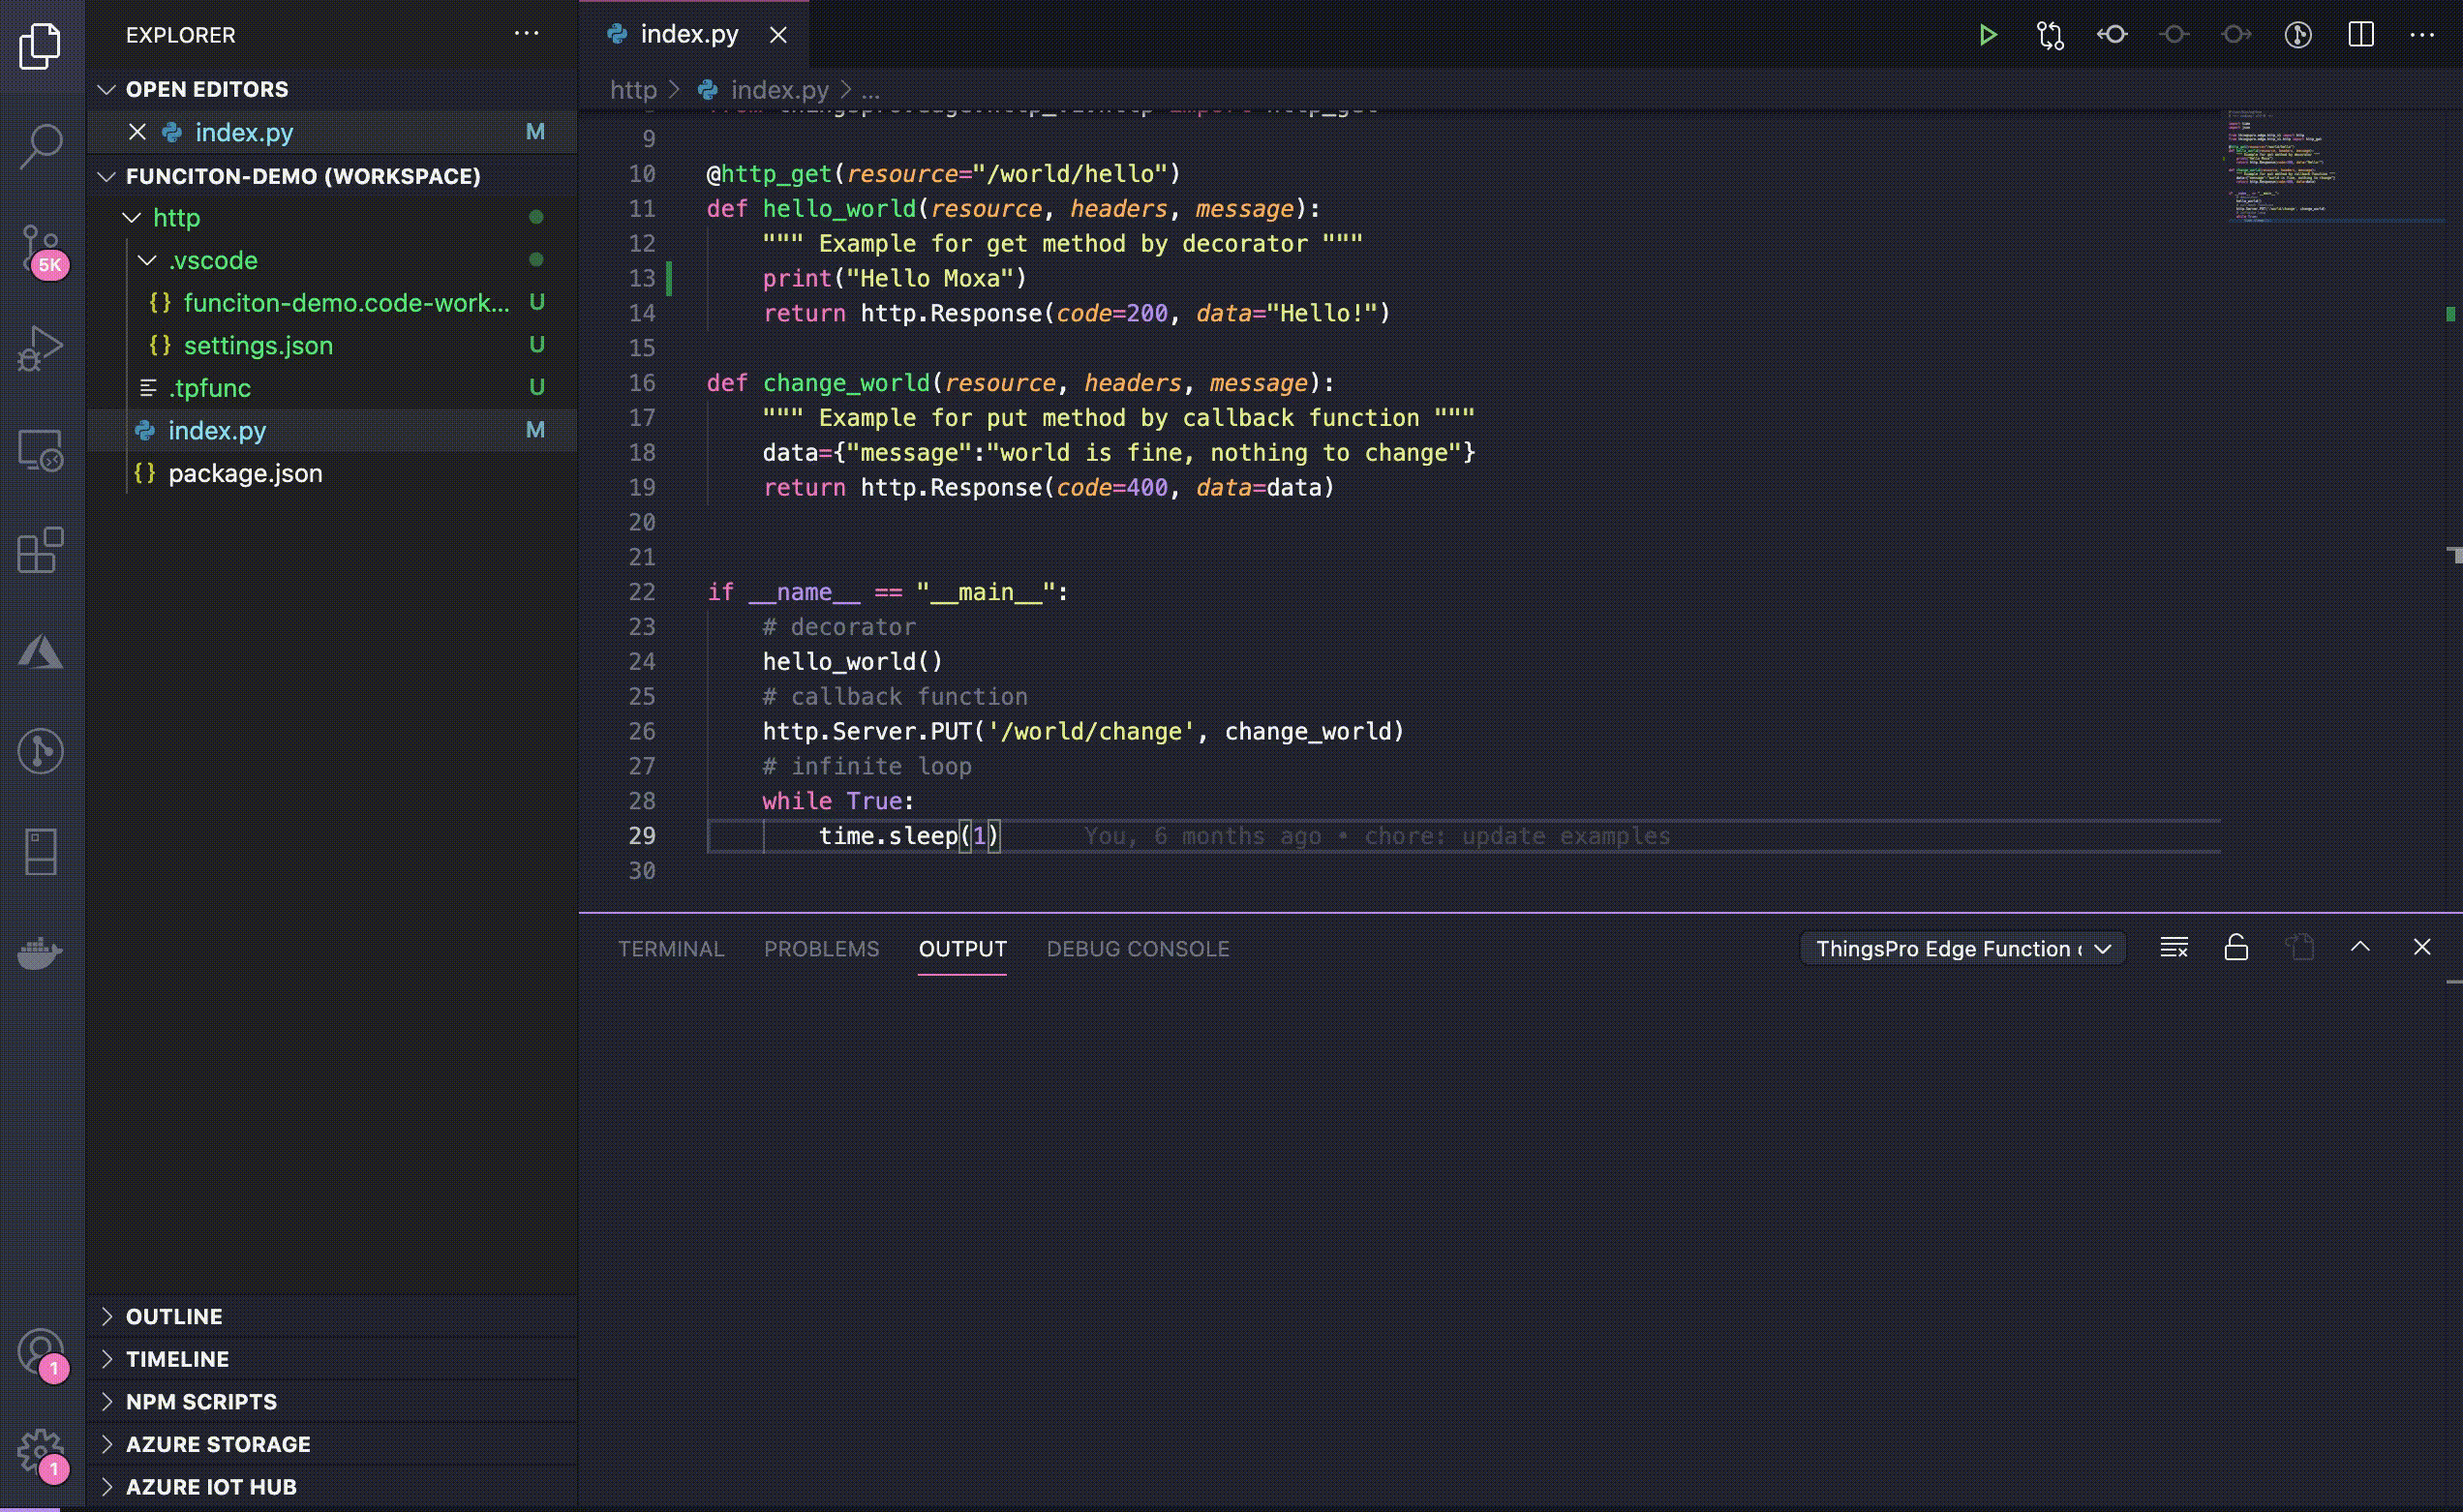 EXPLORER
OPEN EDITORS
index.py M
FUNCITON-DEMO (WORKSPACE)
http
.vscode
funciton-demo.code-work... U
settings.json U
.tpfunc U
index.py M
package.json
OUTLINE
TIMELINE
NPM SCRIPTS
AZURE STORAGE
AZURE IOT HUB
5K
1
1
index.py
http > index.py > ...
9
10 @http_get(resource="/world/hello")
11 def hello_world(resource, headers, message):
12 """ Example for get method by decorator """
13 print("Hello Moxa")
14 return http.Response(code=200, data="Hello!")
15
16 def change_world(resource, headers, message):
17 """ Example for put method by callback function """
18 data={"message":"world is fine, nothing to change"}
19 return http.Response(code=400, data=data)
20
21
22 if __name__ == "__main__":
23 # decorator
24 hello_world()
25 # callback function
26 http.Server.PUT('/world/change', change_world)
27 # infinite loop
28 while True:
29 time.sleep(1) You, 6 months ago • chore: update examples
30
TERMINAL PROBLEMS OUTPUT DEBUG CONSOLE ThingsPro Edge Function